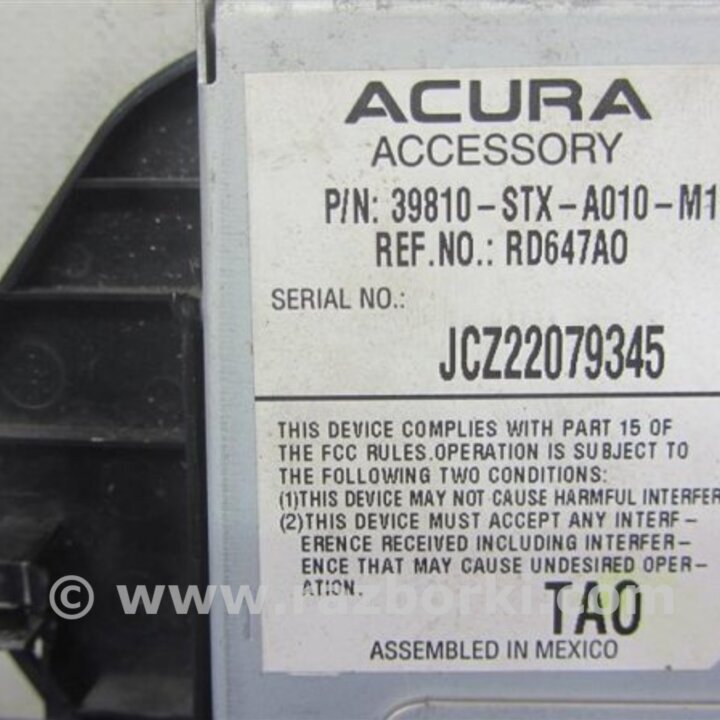 ACURA
ACCESSORY
P/N: 39810-STX-A010-M1
REF.NO.: RD647A0
SERIAL NO.:
JCZ22079345
THIS DEVICE COMPLIES WITH PART 15 OF
THE FCC RULES.OPERATION IS SUBJECT TO
THE FOLLOWING TWO CONDITIONS:
(1)THIS DEVICE MAY NOT CAUSE HARMFUL INTERFER
(2)THIS DEVICE MUST ACCEPT ANY INTERF-
ERENCE RECEIVED INCLUDING INTERFER-
ENCE THAT MAY CAUSE UNDESIRED OPER-
ATION.
© www.razborki.com
TA0
ASSEMBLED IN MEXICO